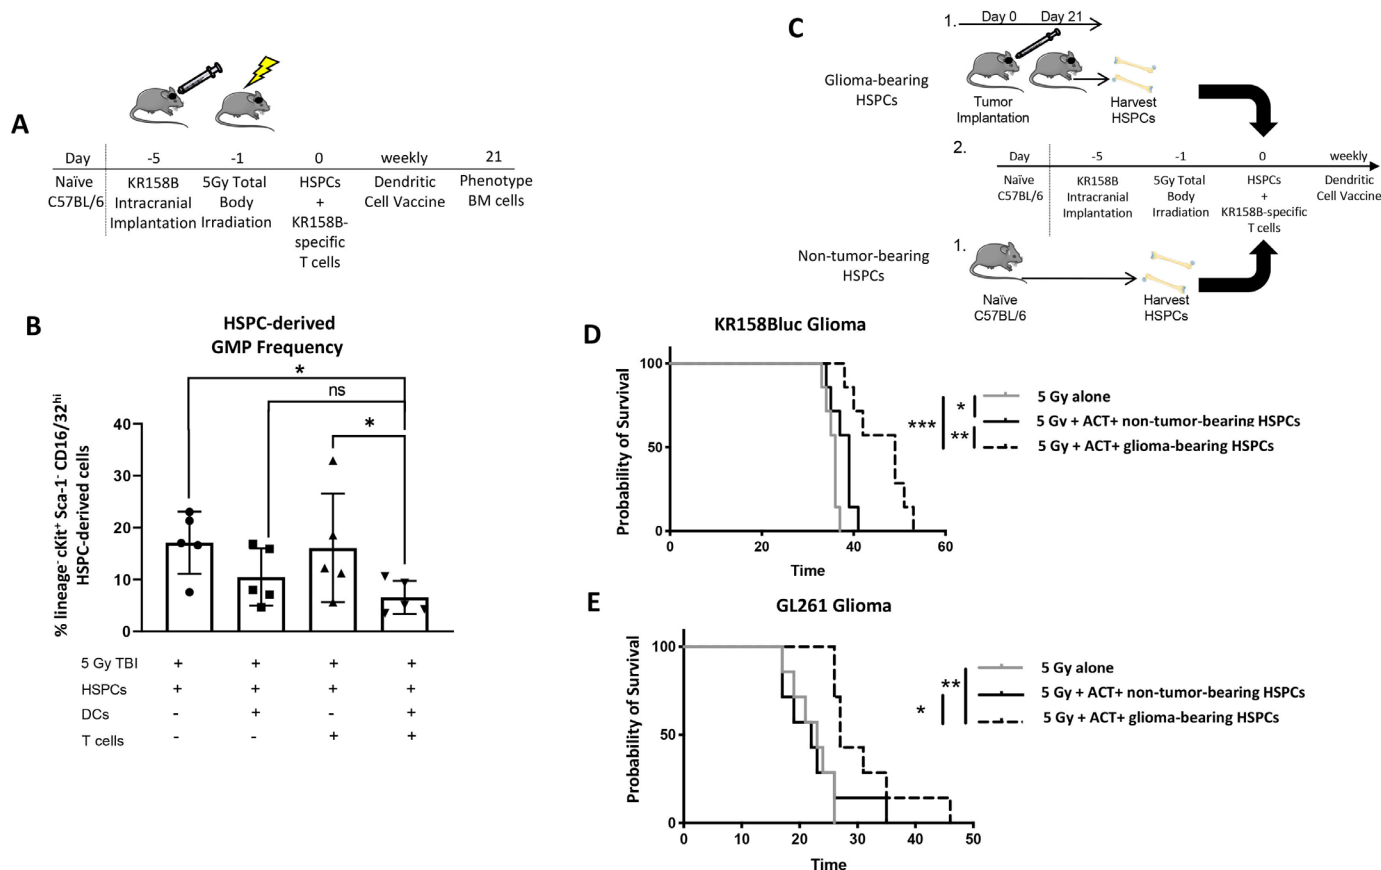 A
Day -5 -1 0 weekly 21
Naïve
C57BL/6
KR158B
Intracranial
Implantation
5Gy Total
Body
Irradiation
HSPCs
+
KR158B-
specific
T cells
Dendritic
Cell Vaccine
Phenotype
BM cells
B
HSPC-derived
GMP Frequency
*
ns
*
% lineage⁻ cKit⁺ Sca-1⁻ CD16/32ʰⁱ
HSPC-derived cells
40
30
20
10
0
5 Gy TBI + + + +
HSPCs + + + +
DCs - + - +
T cells - - + +
C
1. Day 0 Day 21
Glioma-bearing
HSPCs
Tumor
Implantation
Harvest
HSPCs
2.
Day -5 -1 0 weekly
Naïve
C57BL/6
KR158B
Intracranial
Implantation
5Gy Total
Body
Irradiation
HSPCs
+
KR158B-specific
T cells
Dendritic
Cell Vaccine
Non-tumor-bearing
HSPCs
1.
Naïve
C57BL/6
Harvest
HSPCs
D
KR158Bluc Glioma
Probability of Survival
100
50
0
0 20 40 60
Time
*** * **
5 Gy alone
5 Gv + ACT+ non-tumor-bearing HSPCs
5 Gy + ACT+ glioma-bearing HSPCs
E
GL261 Glioma
Probability of Survival
100
50
0
0 10 20 30 40 50
Time
* **
5 Gy alone
5 Gy + ACT+ non-tumor-bearing HSPCs
5 Gy + ACT+ glioma-bearing HSPCs